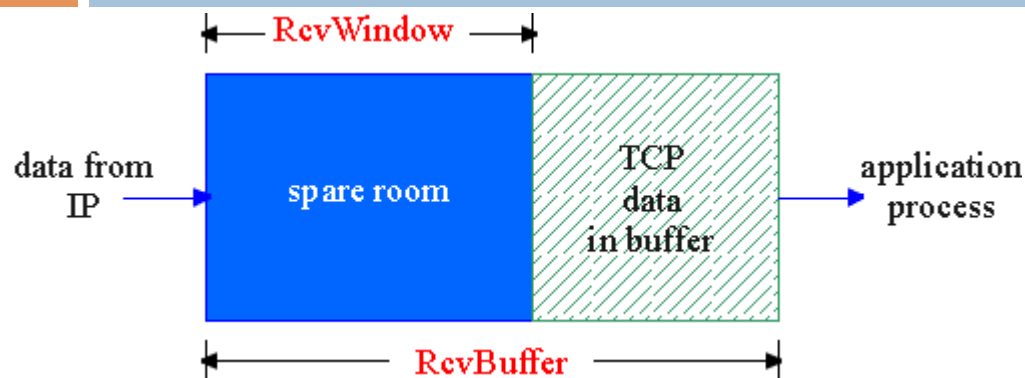 RcvWindow
data from
IP
spare room
TCP
data
in buffer
application
process
RcvBuffer